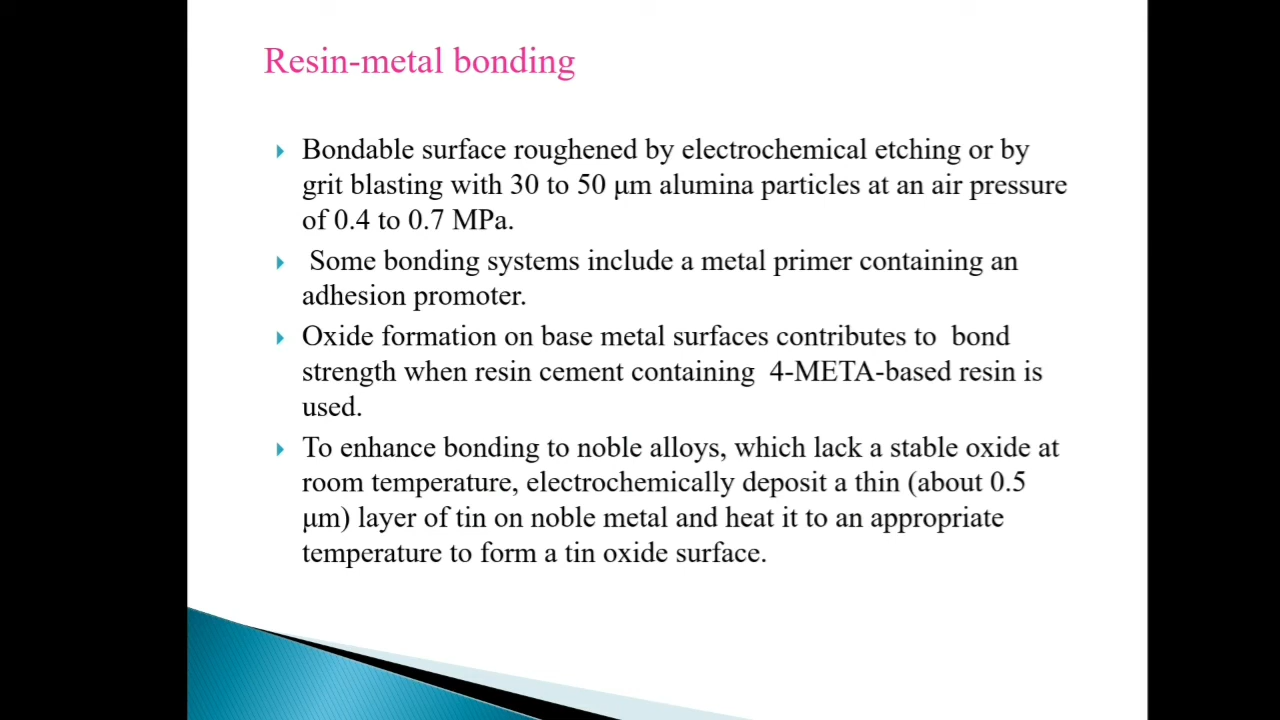 Resin-metal bonding
Bondable surface roughened by electrochemical etching or by
grit blasting with 30 to 50 μm alumina particles at an air pressure
of 0.4 to 0.7 MPa.
Some bonding systems include a metal primer containing an
adhesion promoter.
Oxide formation on base metal surfaces contributes to  bond
strength when resin cement containing  4-META-based resin is
used.
To enhance bonding to noble alloys, which lack a stable oxide at
room temperature, electrochemically deposit a thin (about 0.5
μm) layer of tin on noble metal and heat it to an appropriate
temperature to form a tin oxide surface.